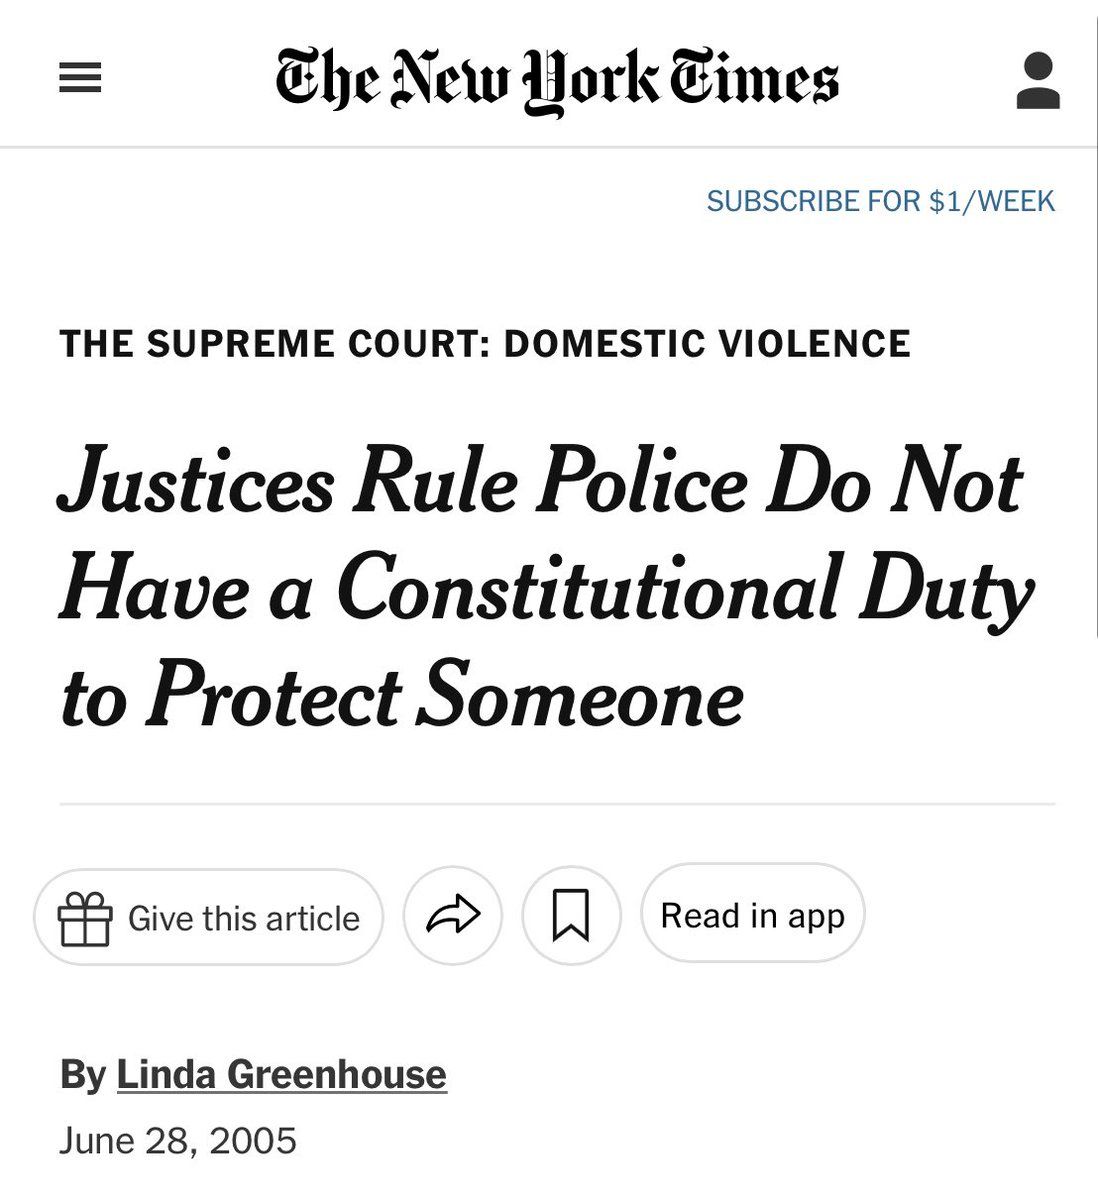 The New York Times
SUBSCRIBE FOR $1/WEEK
THE SUPREME COURT: DOMESTIC VIOLENCE
Justices Rule Police Do Not
Have a Constitutional Duty
to Protect Someone
Give this article
Read in app
By Linda Greenhouse
June 28, 2005